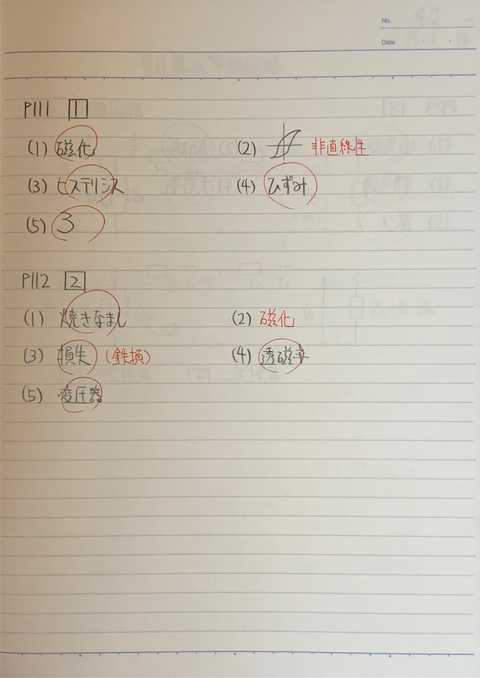 No.
Date
P111 1
(1) 磁化 (2) 非直線性
(3) ヒステリシス (4) ひずみ
(5) 3
P112 2
(1) 焼きなまし (2) 磁化
(3) 損失 (鉄損) (4) 透磁率
(5) 変圧器